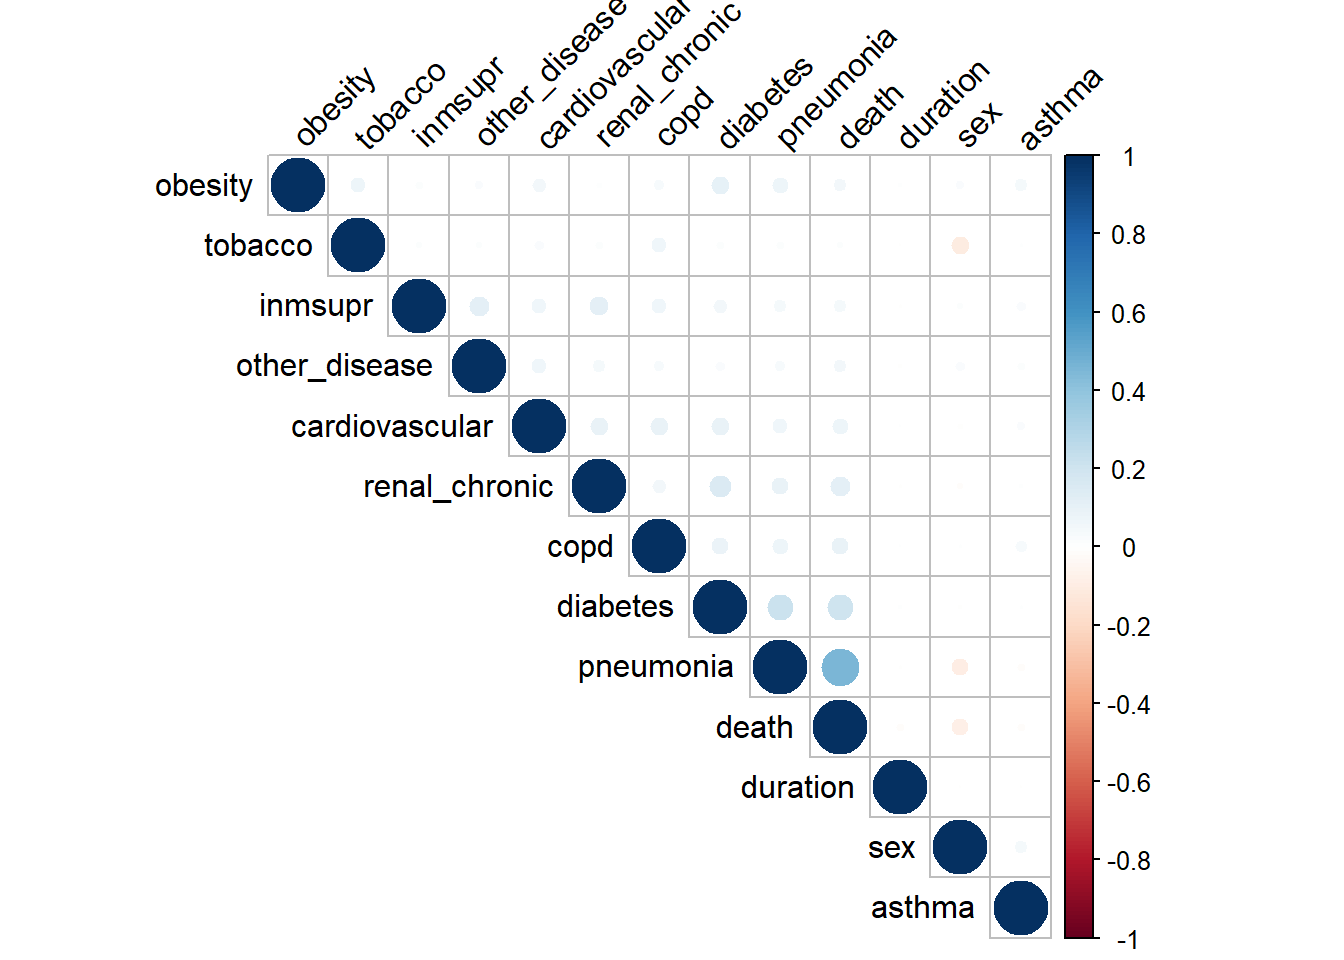 obesity
tobacco
inmsupr
other_disease
cardiovascular
renal_chronic
copd
diabetes
pneumonia
death
duration
sex
asthma
obesity
tobacco
inmsupr
other_disease
cardiovascular
renal_chronic
copd
diabetes
pneumonia
death
duration
sex
asthma
1
0.8
0.6
0.4
0.2
0
-0.2
-0.4
-0.6
-0.8
-1